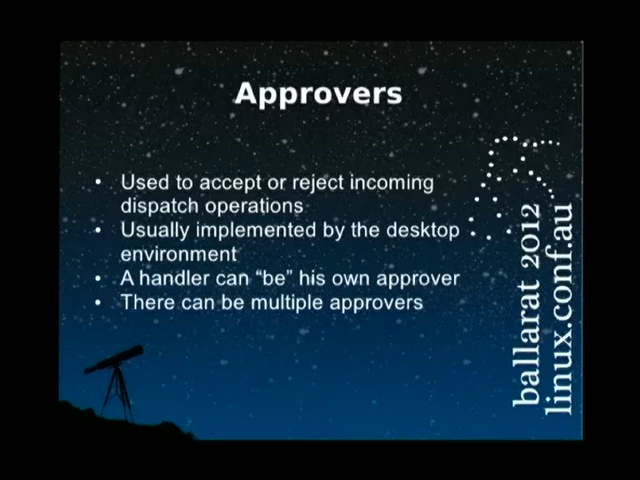 Approvers
• Used to accept or reject incoming
dispatch operations
• Usually implemented by the desktop
environment
• A handler can “be” his own approver
• There can be multiple approvers
ballarat 2012
linux.conf.au